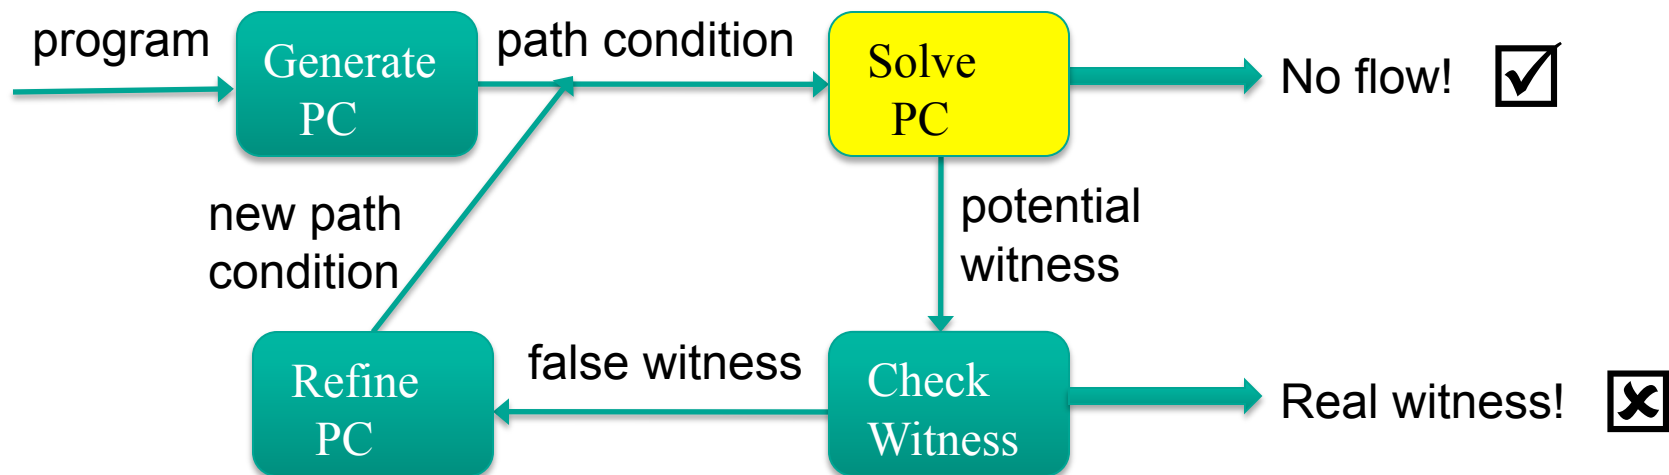 program
Generate
PC
path condition
Solve
PC
No flow!
new path
condition
potential
witness
Refine
PC
false witness
Check
Witness
Real witness!